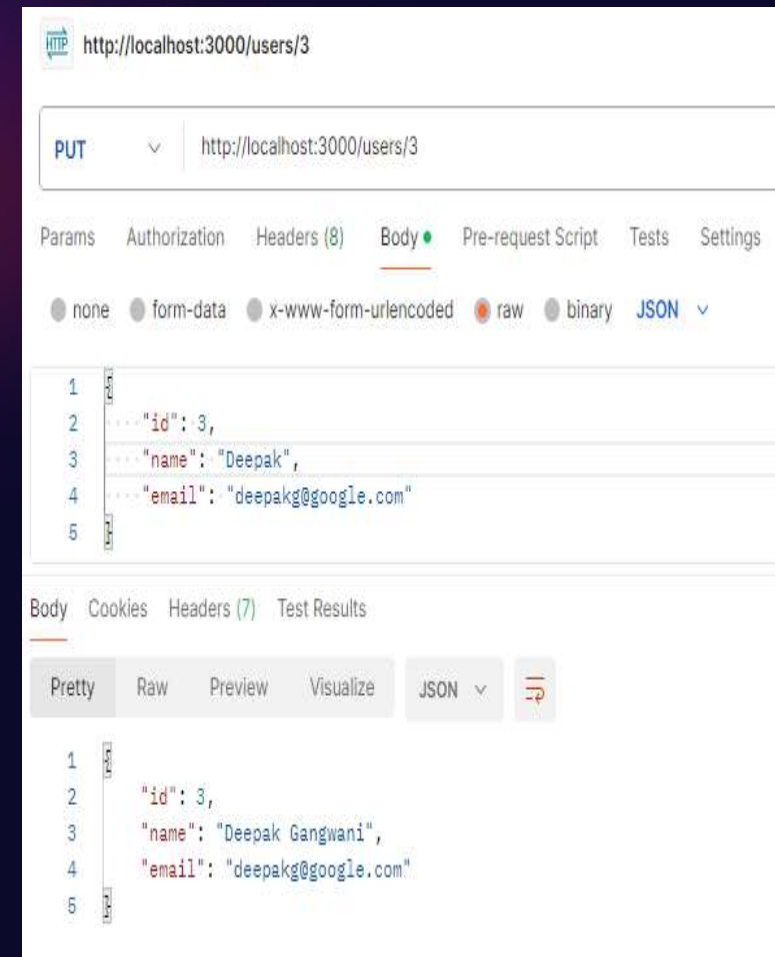 HTTP http://localhost:3000/users/3
PUT http://localhost:3000/users/3
Params Authorization Headers (8) Body Pre-request Script Tests Settings
none form-data x-www-form-urlencoded raw binary JSON
1 {
2 "id": 3,
3 "name": "Deepak",
4 "email": "deepakg@google.com"
5 }
Body Cookies Headers (7) Test Results
Pretty Raw Preview Visualize JSON
1 {
2 "id": 3,
3 "name": "Deepak Gangwani",
4 "email": "deepakg@google.com"
5 }